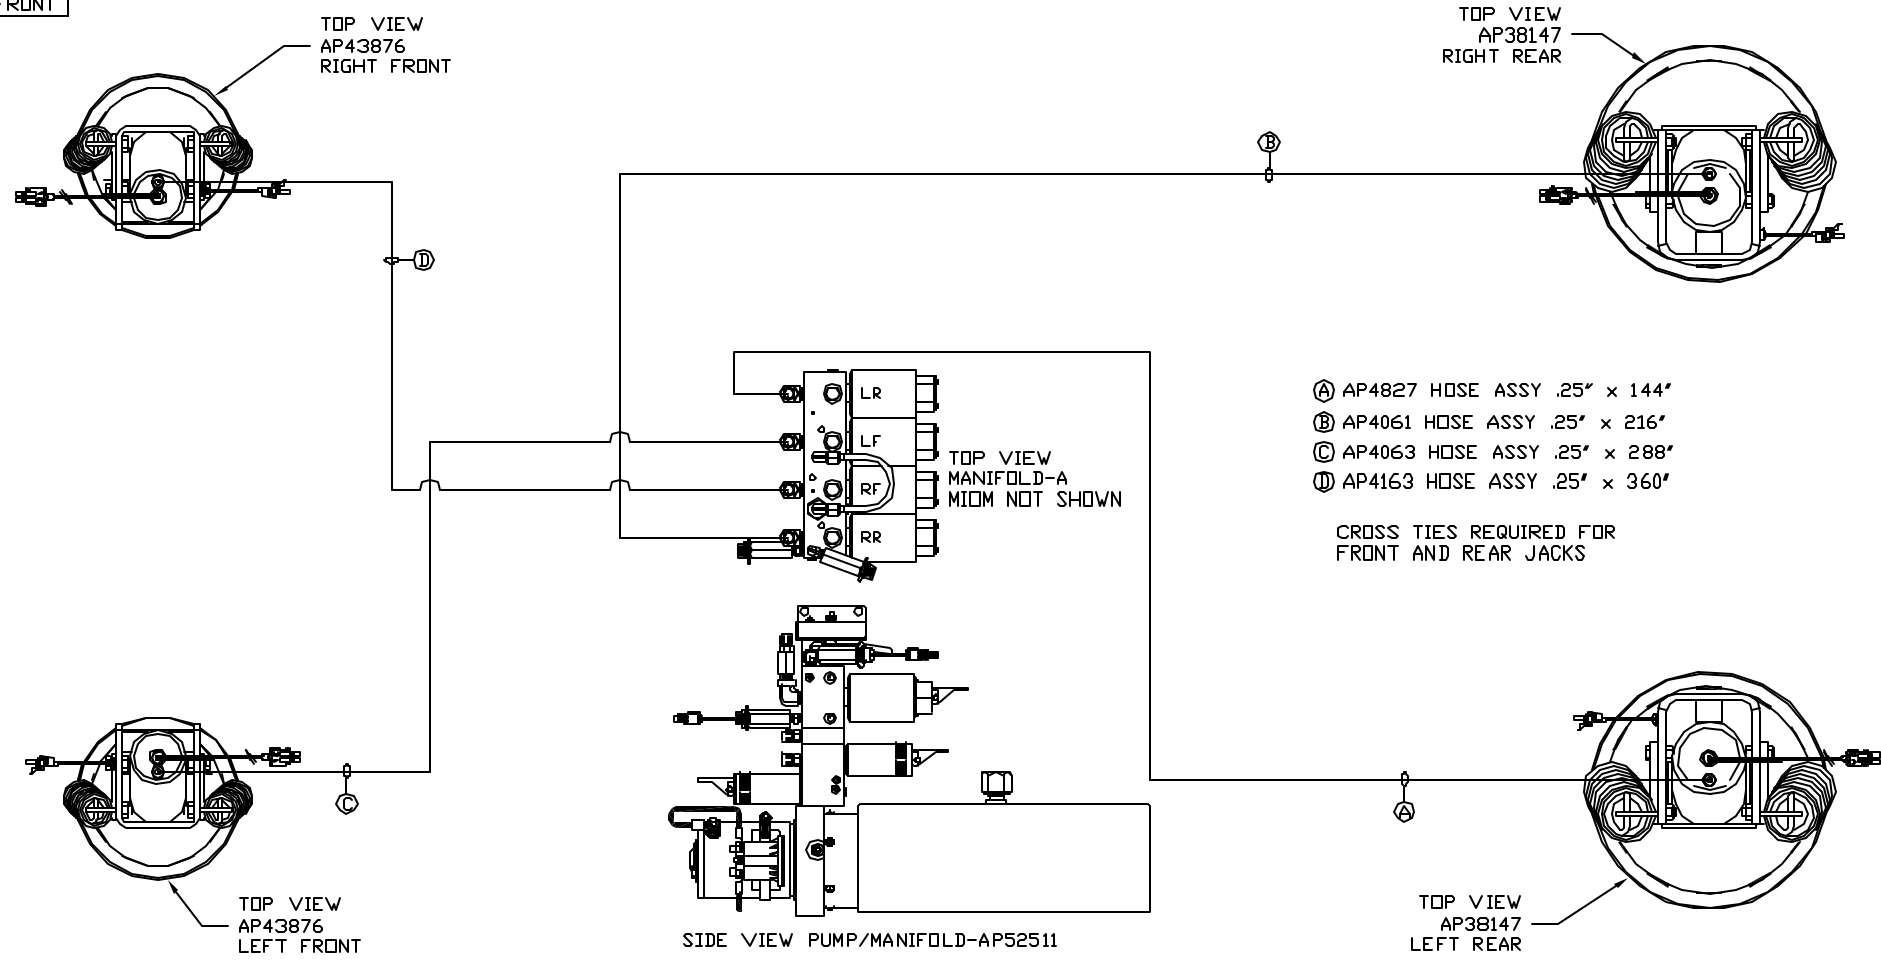 FRONT
TOP VIEW
AP43876
RIGHT FRONT
TOP VIEW
AP38147
RIGHT REAR
B
D
LR
LF
RF
RR
TOP VIEW
MANIFOLD-A
MIOM NOT SHOWN
A AP4827 HOSE ASSY .25" x 144"
B AP4061 HOSE ASSY .25" x 216"
C AP4063 HOSE ASSY .25" x 288"
D AP4163 HOSE ASSY .25" x 360"
CROSS TIES REQUIRED FOR
FRONT AND REAR JACKS
C
A
TOP VIEW
AP43876
LEFT FRONT
SIDE VIEW PUMP/MANIFOLD-AP52511
TOP VIEW
AP38147
LEFT REAR